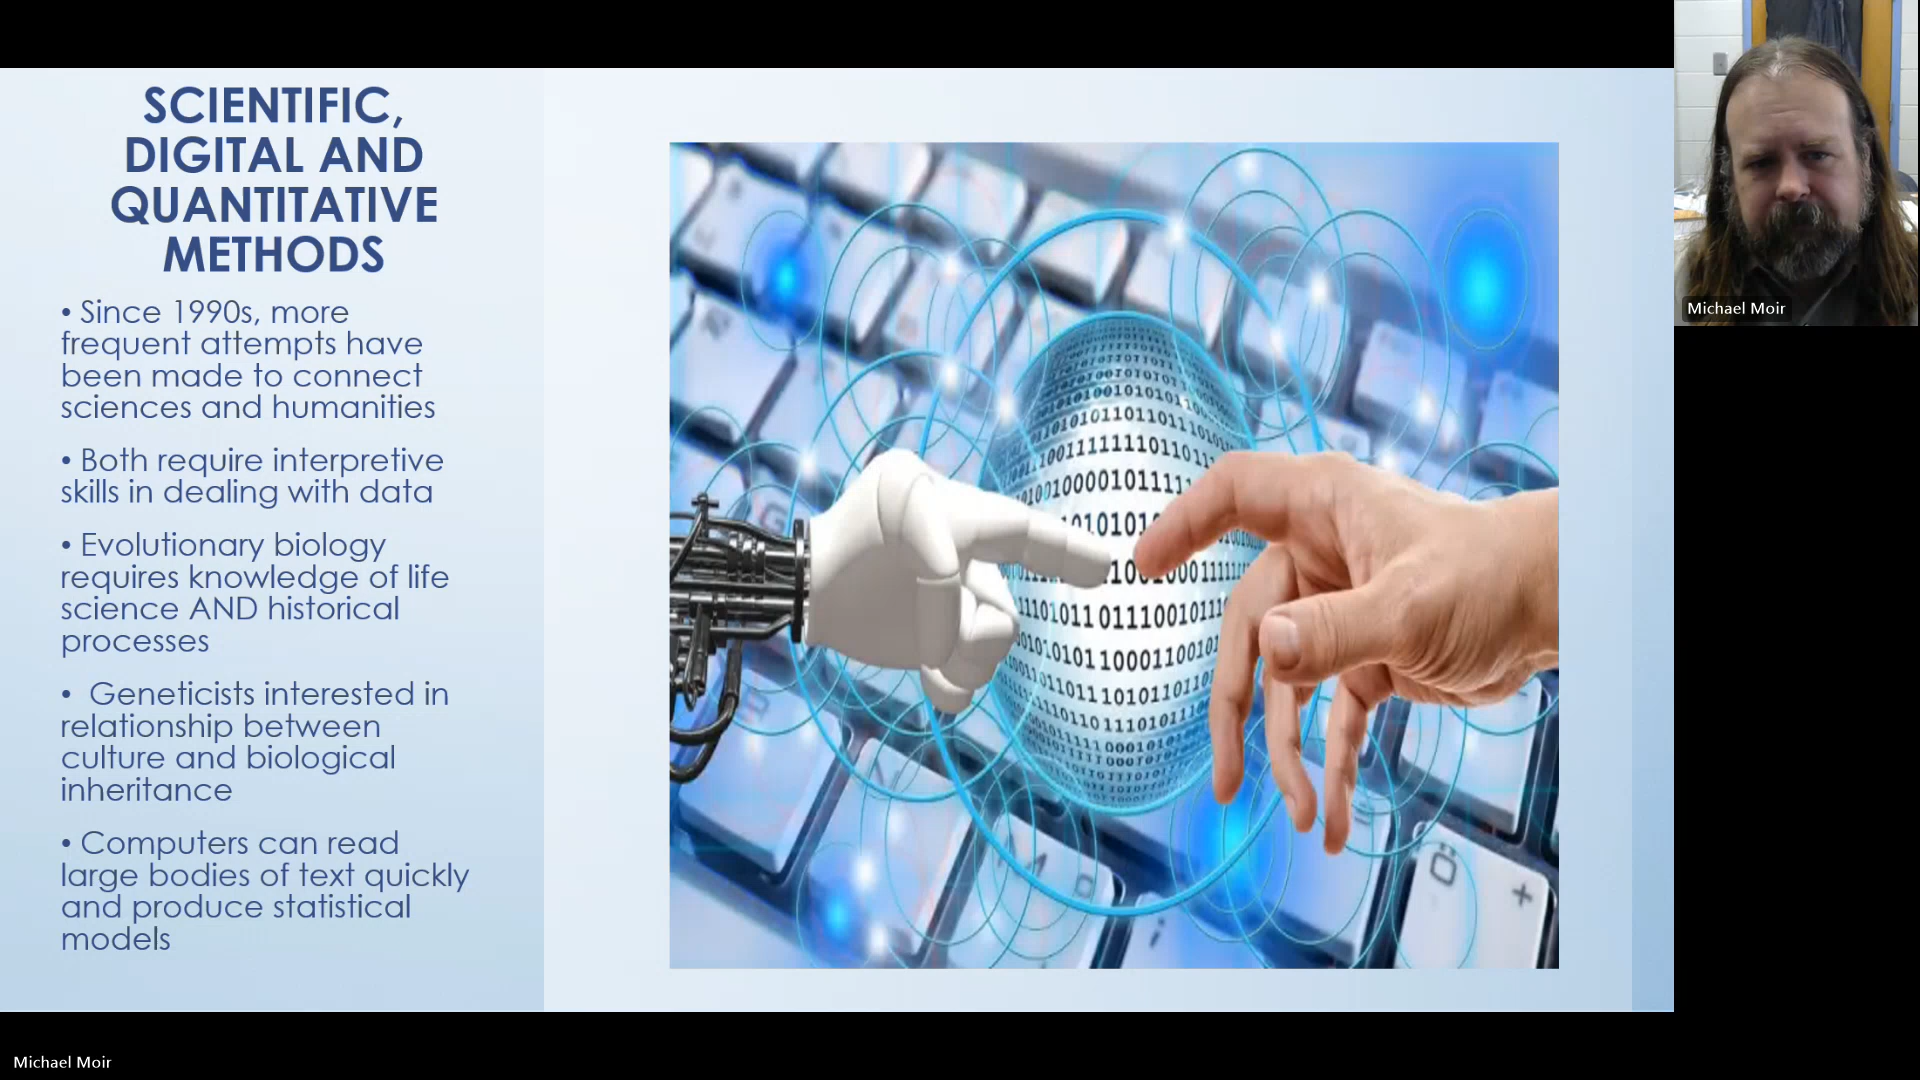 SCIENTIFIC,
DIGITAL AND
QUANTITATIVE
METHODS
• Since 1990s, more
frequent attempts have
been made to connect
sciences and humanities
• Both require interpretive
skills in dealing with data
• Evolutionary biology
requires knowledge of life
science AND historical
processes
• Geneticists interested in
relationship between
culture and biological
inheritance
• Computers can read
large bodies of text quickly
and produce statistical
models
Michael Moir
Michael Moir